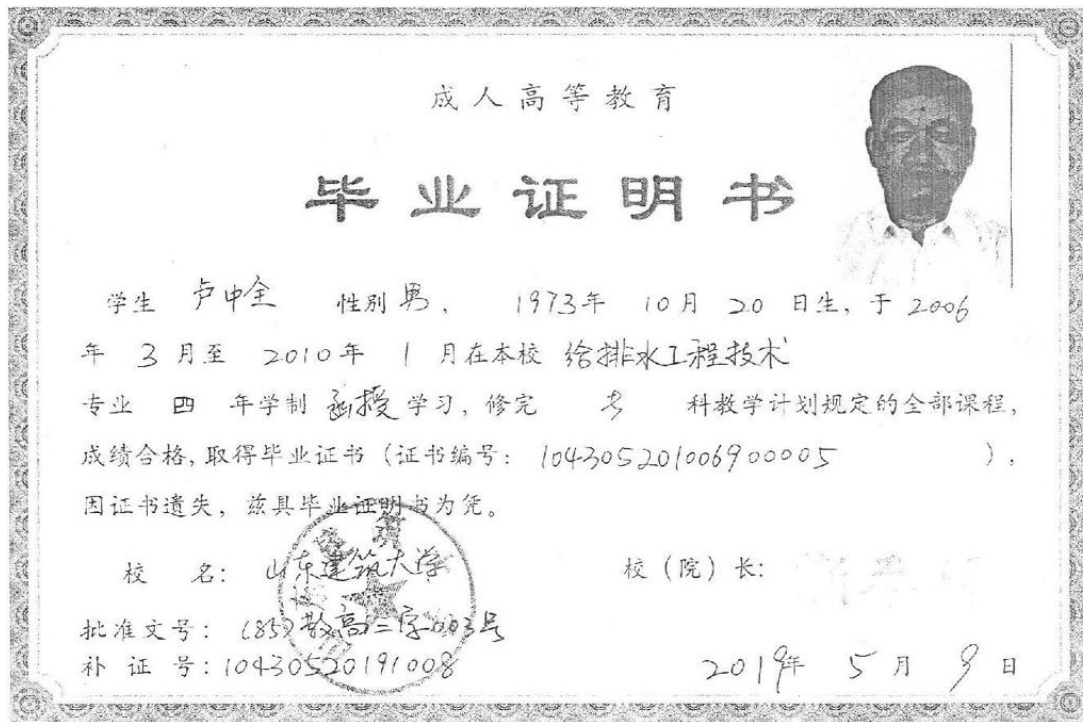 成人高等教育
毕业证明书
学生 卢中全 性别 男, 1973年 10月 20 日生, 于 2006
年 3 月至 2010年 1 月在本校 给排水工程技术
专业 四 年学制 函授 学习, 修完 专 科教学计划规定的全部课程,
成绩合格, 取得毕业证书 (证书编号: 104305201006900005 ),
因证书遗失, 兹具毕业证明书为凭。
校 名: 山东建筑大学 校(院)长:
批准文号: (85)教高三字003号
补 证 号: 10430520191008 2019年 5 月 9 日